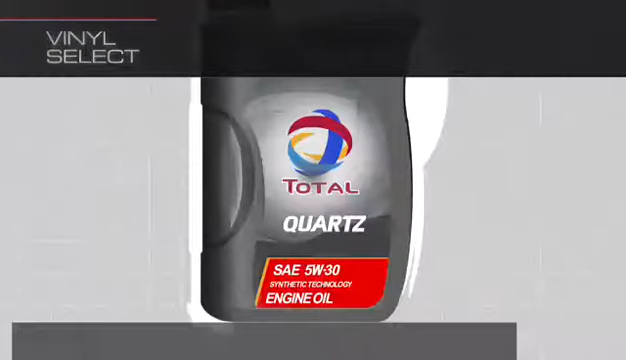 VINYL
SELECT
TOTAL
QUARTZ
SAE 5W-30
SYNTHETIC TECHNOLOGY
ENGINE OIL